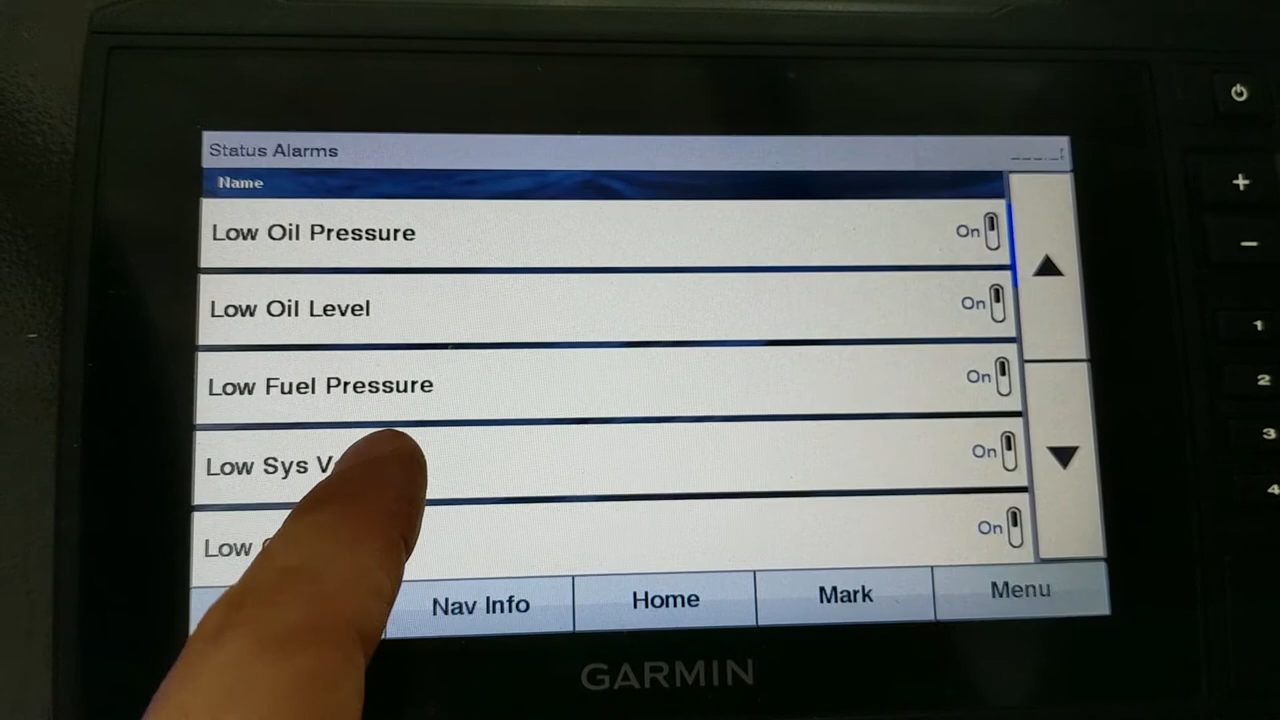 Status Alarms
Name
Low Oil Pressure On
Low Oil Level On
Low Fuel Pressure On
Low Sys On
Low On
Nav Info Home Mark Menu
GARMIN
+
-
1
2
3
4